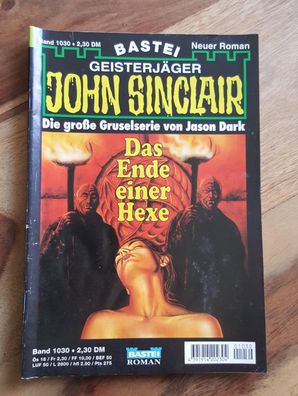 Band 1030 • 2,30 DM
BASTEI
Neuer Roman
GEISTERJÄGER
JOHN SINCLAIR
Die große Gruselserie von Jason Dark
Das
Ende
einer
Hexe
Band 1030 • 2,30 DM
BASTEI
ROMAN
01030